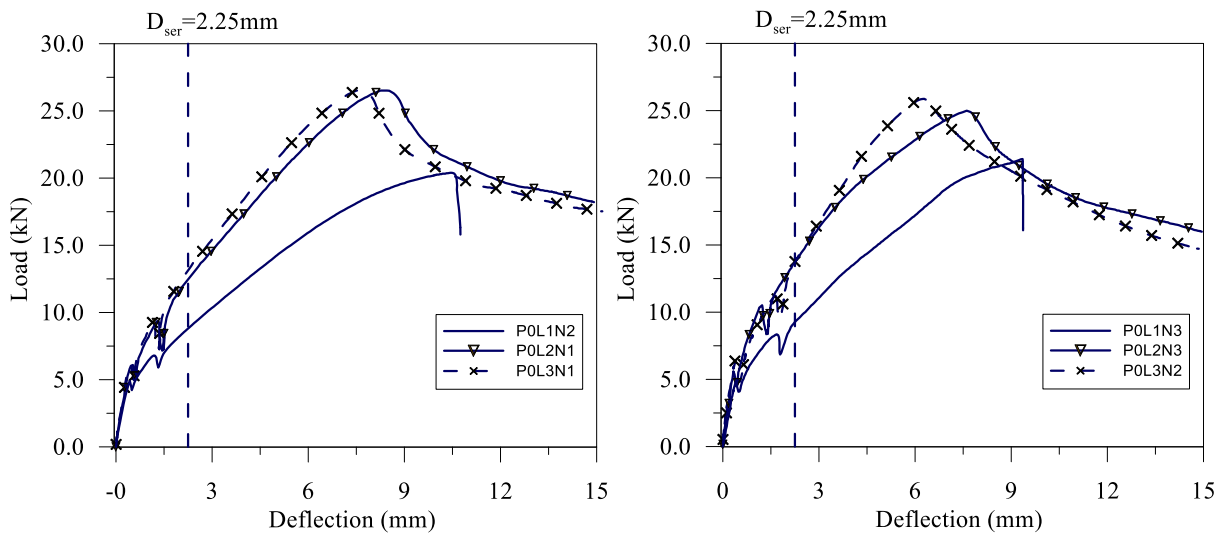 D_ser=2.25mm
30.0
25.0
20.0
15.0
10.0
5.0
0.0
Load (kN)
P0L1N2
P0L2N1
P0L3N1
-0 3 6 9 12 15
Deflection (mm)
D_ser=2.25mm
30.0
25.0
20.0
15.0
10.0
5.0
0.0
Load (kN)
P0L1N3
P0L2N3
P0L3N2
0 3 6 9 12 15
Deflection (mm)